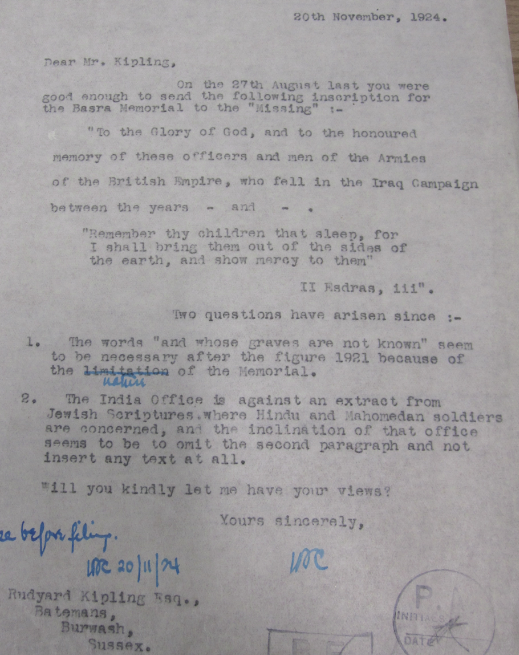 20th November, 1924.
Dear Mr. Kipling,
On the 27th August last you were
good enough to send the following inscription for
the Basra Memorial to the "Missing" :-
"To the Glory of God, and to the honoured
memory of these officers and men of the Armies
of the British Empire, who fell in the Iraq Campaign
between the years - and - .
"Remember thy children that sleep, for
I shall bring them out of the sides of
the earth, and show mercy to them"
II Esdras, iii".
Two questions have arisen since :-
1. The words "and whose graves are not known" seem
to be necessary after the figure 1921 because of
the limitation of the Memorial.
nature
2. The India Office is against an extract from
Jewish Scriptures.where Hindu and Mahomedan soldiers
are concerned, and the inclination of that office
seems to be to omit the second paragraph and not
insert any text at all.
Will you kindly let me have your views?
Yours sincerely,
before filing.
20/11/24
Rudyard Kipling Esq.,
Batemans,
Burwash,
Sussex.
P.
INITIALS
DATE